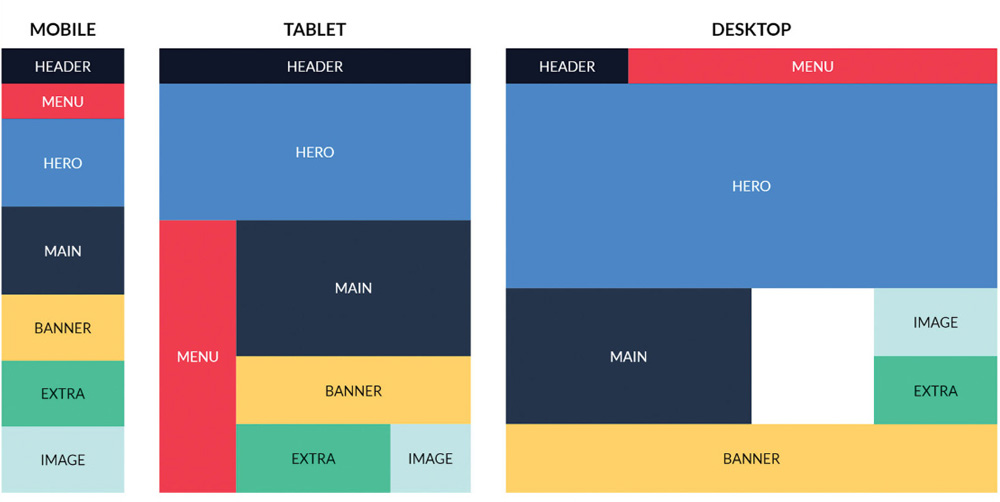 MOBILE
HEADER
MENU
HERO
MAIN
BANNER
EXTRA
IMAGE
TABLET
HEADER
HERO
MENU
MAIN
BANNER
EXTRA
IMAGE
DESKTOP
HEADER
MENU
HERO
MAIN
IMAGE
EXTRA
BANNER